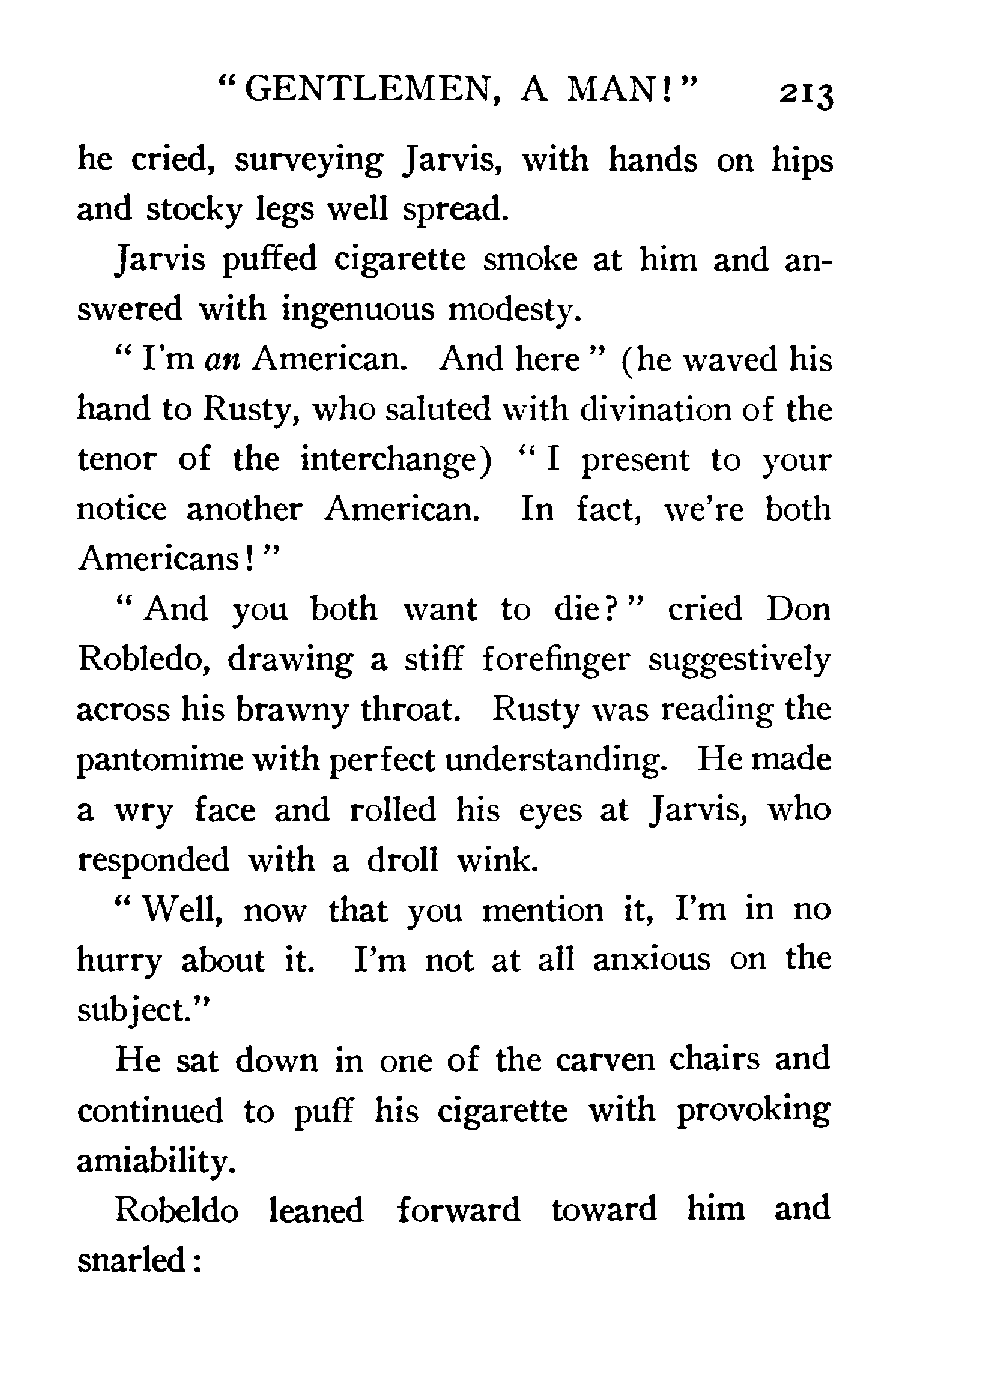 “ GENTLEMEN, A MAN! ” 213
he cried, surveying Jarvis, with hands on hips
and stocky legs well spread.
Jarvis puffed cigarette smoke at him and an-
swered with ingenuous modesty.
“ I'm an American. And here ” (he waved his
hand to Rusty, who saluted with divination of the
tenor of the interchange) “ I present to your
notice another American. In fact, we’re both
Americans! ”
“ And you both want to die? ” cried Don
Robledo, drawing a stiff forefinger suggestively
across his brawny throat. Rusty was reading the
pantomime with perfect understanding. He made
a wry face and rolled his eyes at Jarvis, who
responded with a droll wink.
“ Well, now that you mention it, I’m in no
hurry about it. I’m not at all anxious on the
subject.”
He sat down in one of the carven chairs and
continued to puff his cigarette with provoking
amiability.
Robeldo leaned forward toward him and
snarled :